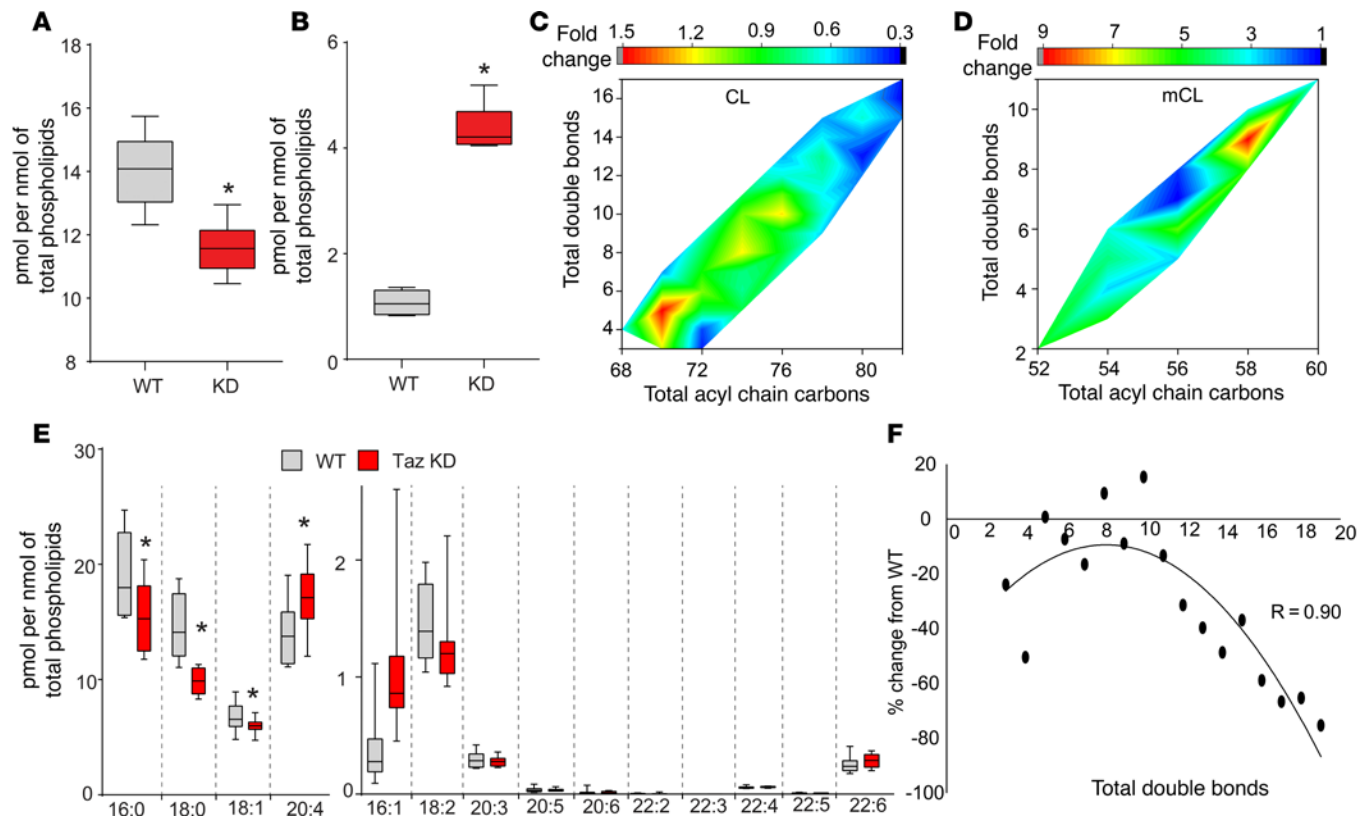 A
pmol per nmol of
total phospholipids
18
16
14
12
10
8
*
WT
KD
B
pmol per nmol of
total phospholipids
6
4
2
0
*
WT
KD
C
Fold
change
1.5
1.2
0.9
0.6
0.3
CL
Total double bonds
16
14
12
10
8
6
4
68
72
76
80
Total acyl chain carbons
D
Fold
change
9
7
5
3
1
mCL
Total double bonds
10
8
6
4
2
52
54
56
58
60
Total acyl chain carbons
E
WT
Taz KD
pmol per nmol of
total phospholipids
30
20
10
0
*
*
*
*
16:0
18:0
18:1
20:4
2
1
0
16:1
18:2
20:3
20:5
20:6
22:2
22:3
22:4
22:5
22:6
F
% change from WT
20
0
-20
-40
-60
-80
-100
0
2
4
6
8
10
12
14
16
18
20
R = 0.90
Total double bonds